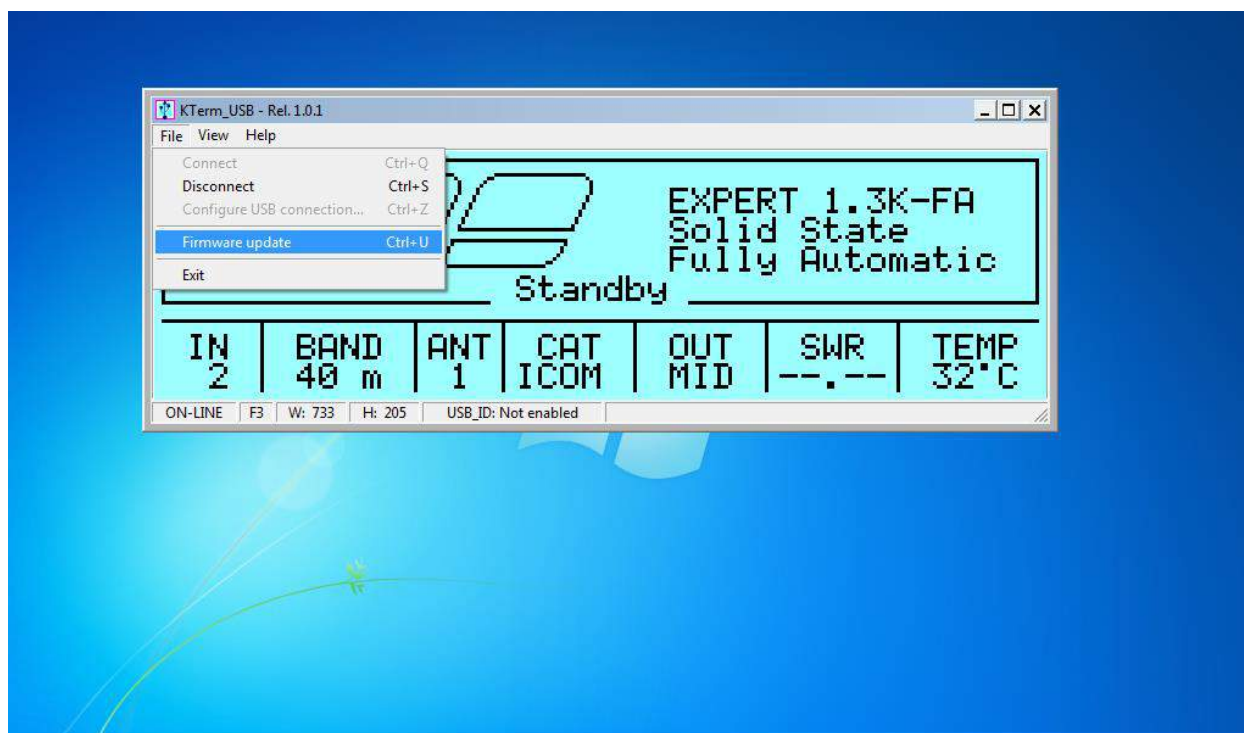 KTerm_USB - Rel. 1.0.1
File View Help
Connect Ctrl+Q
Disconnect Ctrl+S
Configure USB connection... Ctrl+Z
Firmware update Ctrl+U
Exit
EXPERT 1.3K-FA
Solid State
Fully Automatic
Standby
IN BAND ANT CAT OUT SWR TEMP
2 40 m 1 ICOM MID --.-- 32°C
ON-LINE F3 W: 733 H: 205 USB_ID: Not enabled